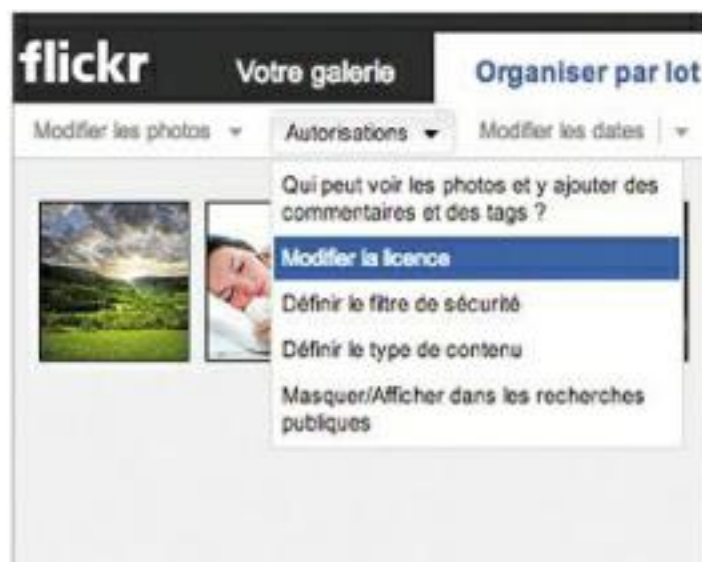 flickr Votre galerie Organiser par lot
Modifier les photos Autorisations Modifier les dates
Qui peut voir les photos et y ajouter des
commentaires et des tags ?
Modifier la licence
Définir le filtre de sécurité
Définir le type de contenu
Masquer/Afficher dans les recherches
publiques